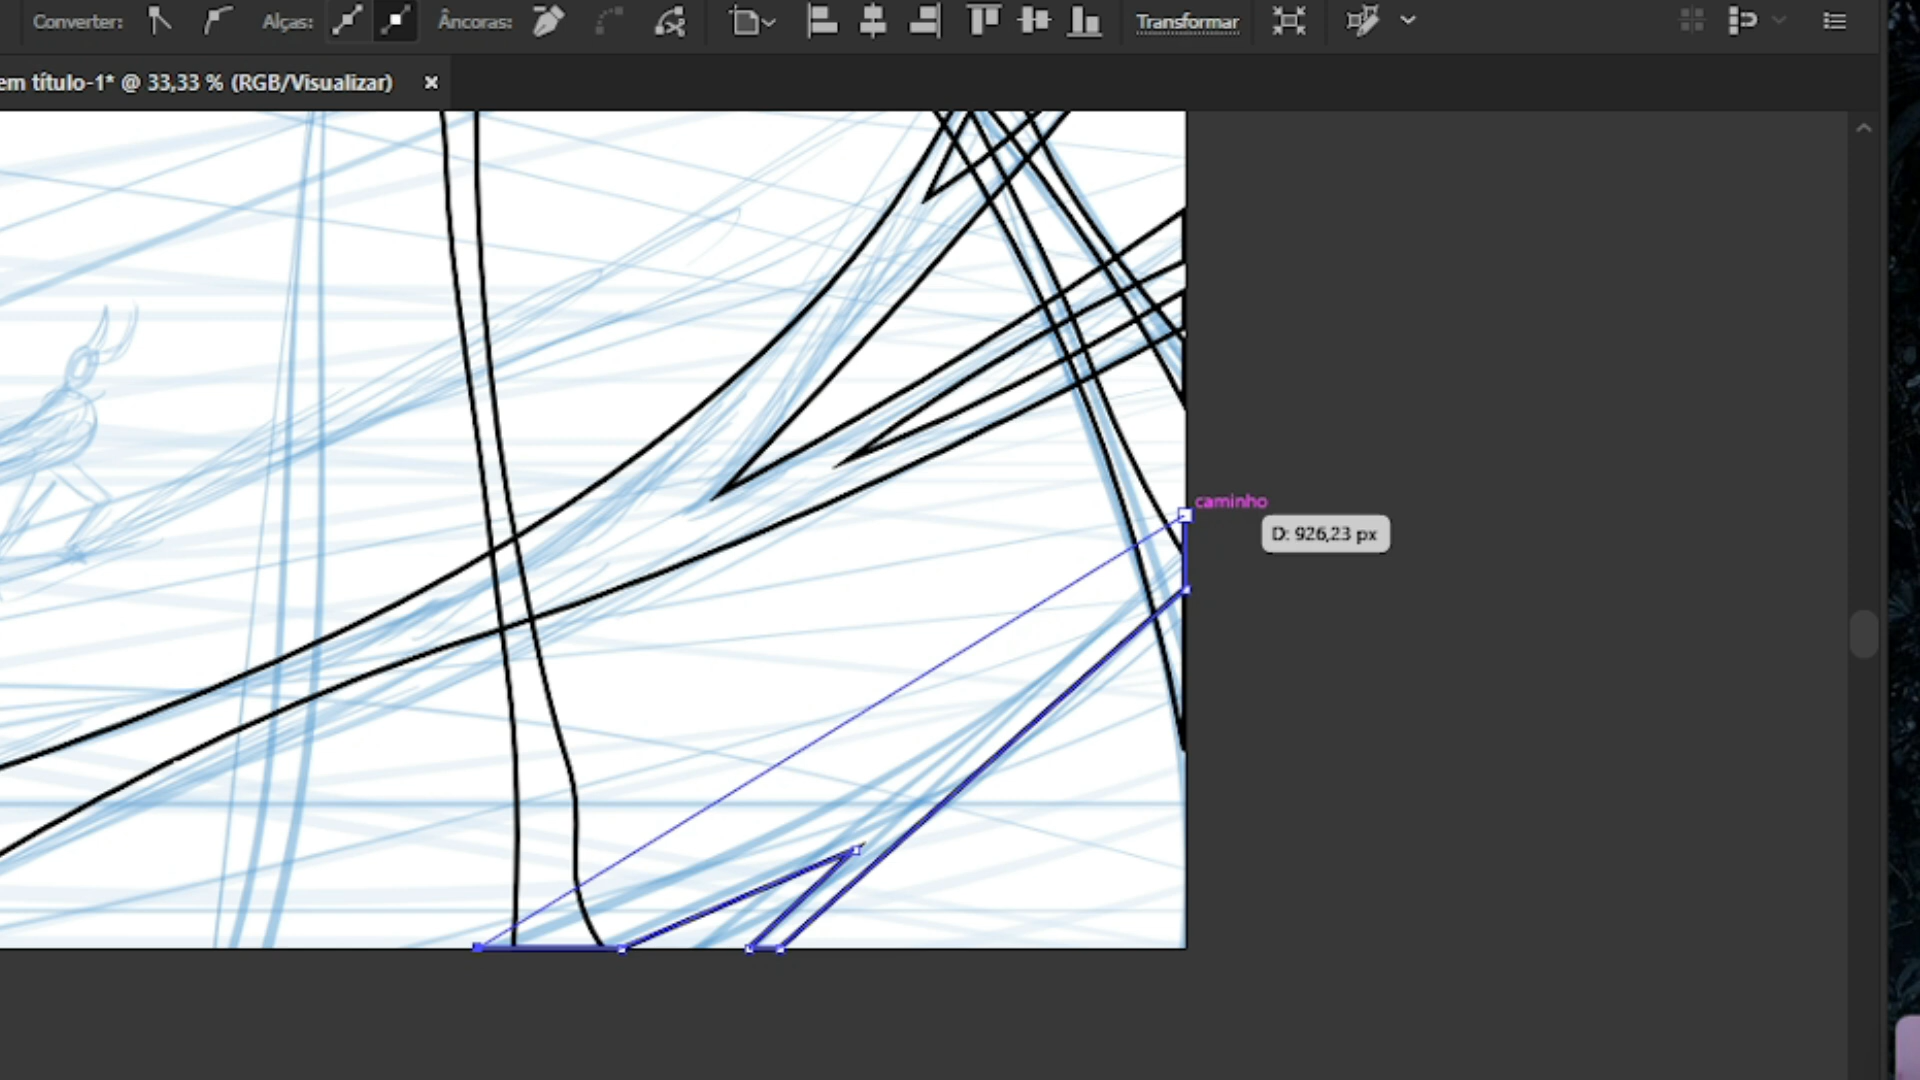 Converter:
Alças:
Âncoras:
Transformar
em título-1* @ 33,33 % (RGB/Visualizar)
caminho
D: 926,23 px